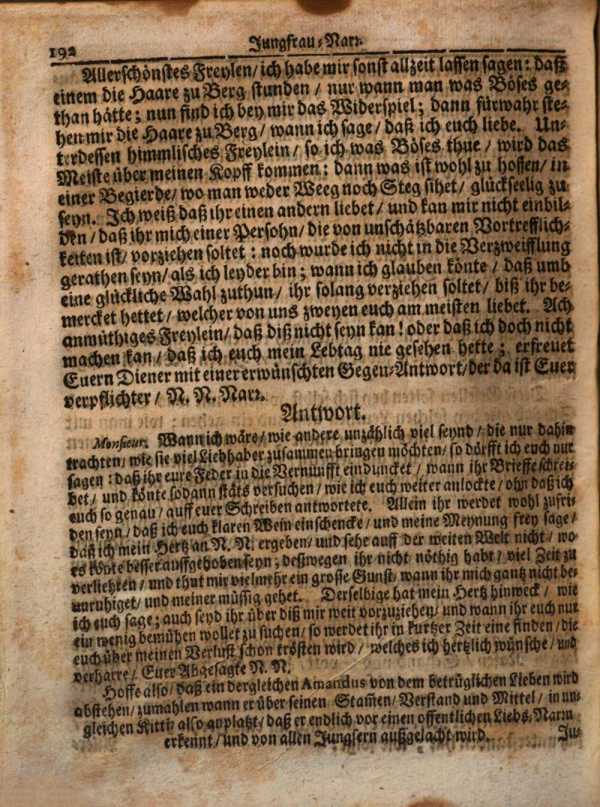 192
Jungfrau-Narr.
Allerschönstes Freylen/ ich habe mir sonst allzeit lassen sagen: daß
einem die Haare zu Berg stunden/ nur wann man was Böses ge-
than hätte; nun find ich bey mir das Widerspiel; dann fürwahr ste-
hen mir die Haare zu Berg/ wann ich sage/ daß ich euch liebe. Un-
terdessen himmlisches Freylein/ so ich was Böses thue/ wird das
Meiste über meinen Kopff kommen: dann was ist wohl zu hoffen/ in
einer Begierde/ wo man weder Weeg noch Steg sihet/ glückseelig zu
seyn. Ich weiß daß ihr einen andern liebet/ und kan mir nicht einbil-
den/ daß ihr mich einer Persohn/ die von unschätzbaren Vortrefflich-
keiten ist/ vorziehen soltet: noch wurde ich nicht in die Verzweifflung
gerathen seyn/ als ich leyder bin; wann ich glauben könte/ daß umb
eine glückliche Wahl zuthun/ ihr solang verziehen soltet/ biß ihr be-
mercket hettet/ welcher von uns zweyen euch am meisten liebet. Ach
anmüthiges Freylein/ daß diß nicht seyn kan! oder daß ich doch nicht
machen kan/ daß ich euch mein Lebtag nie gesehen hette; erfreuet
Euern Diener mit einer erwünschten Gegen-Antwort/ der da ist Euer
verpflichter/ N. N. Narr.
Antwort.
Monsieur. Wann ich wäre/ wie andere unzählich viel seynd/ die nur dahin
trachten/ wie sie viel Liebhaber zusammen bringen möchten/ so dörfft ich euch nur
sagen: daß ihr eure Feder in die Vernunfft einduncket/ wann ihr Brieffe schrei-
bet/ und könte sodann stäts versuchen/ wie ich euch weiter anlockte/ ohn daß ich
euch so genau/ auff euer Schreiben antwortete. Allein ihr werdet wohl zufri-
den seyn/ daß ich euch klaren Wein einschencke/ und meine Meynung frey sage/
daß ich mein Hertz an N. N. ergeben/ und sehr auff der weiten Welt nicht/ wo
es könte besser auffgehoben seyn; deßwegen ihr nicht nöthig habt/ viel Zeit zu
verliehrten/ und thut mir vielmehr ein grosse Gunst/ wann ihr mich gantz nicht be-
unruhiget/ und meiner müssig gehet. Derselbige hat mein Hertz hinweck/ wie
ich euch sage; auch seyd ihr über diß mir weit vorzuziehen/ und wann ihr euch nur
ein wenig bemühen wollet zu suchen/ so werdet ihr in kurtzer Zeit eine finden/ die
euch über meinen Verlust schon trösten wird/ welches ich hertzlich wünsche/ und
verharre/ Euer Abgesagte N. N.
Hoffe also/ daß ein dergleichen Amandus von dem betrüglichen Lieben wird
abstehen/ zumahlen wann er über seinen Stam̄en/ Verstand und Mittel/ in un-
gleichen Kittl also anplatzt/ daß er endlich vor einen offentlichen Liebs-Narrn
erkennt/ und von allen Jungfern außgelacht wird.
Ju-